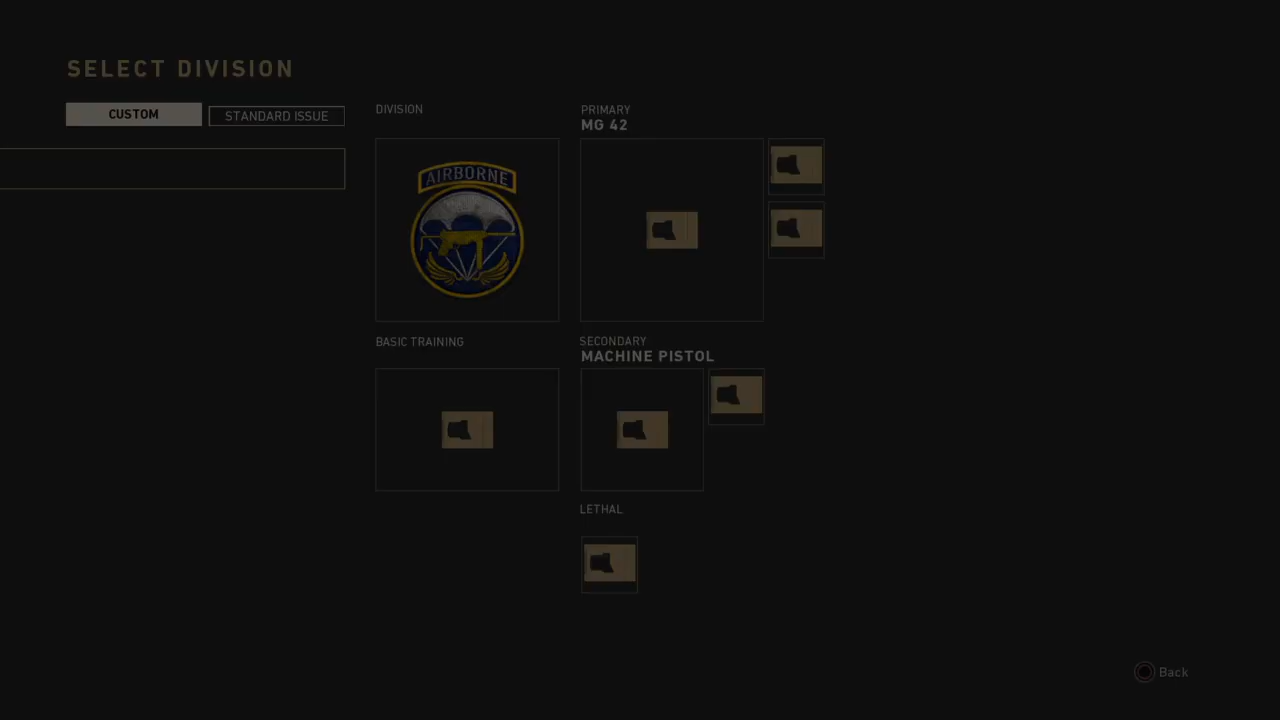 SELECT DIVISION
CUSTOM
STANDARD ISSUE
DIVISION
AIRBORNE
PRIMARY
MG 42
BASIC TRAINING
SECONDARY
MACHINE PISTOL
LETHAL
Back